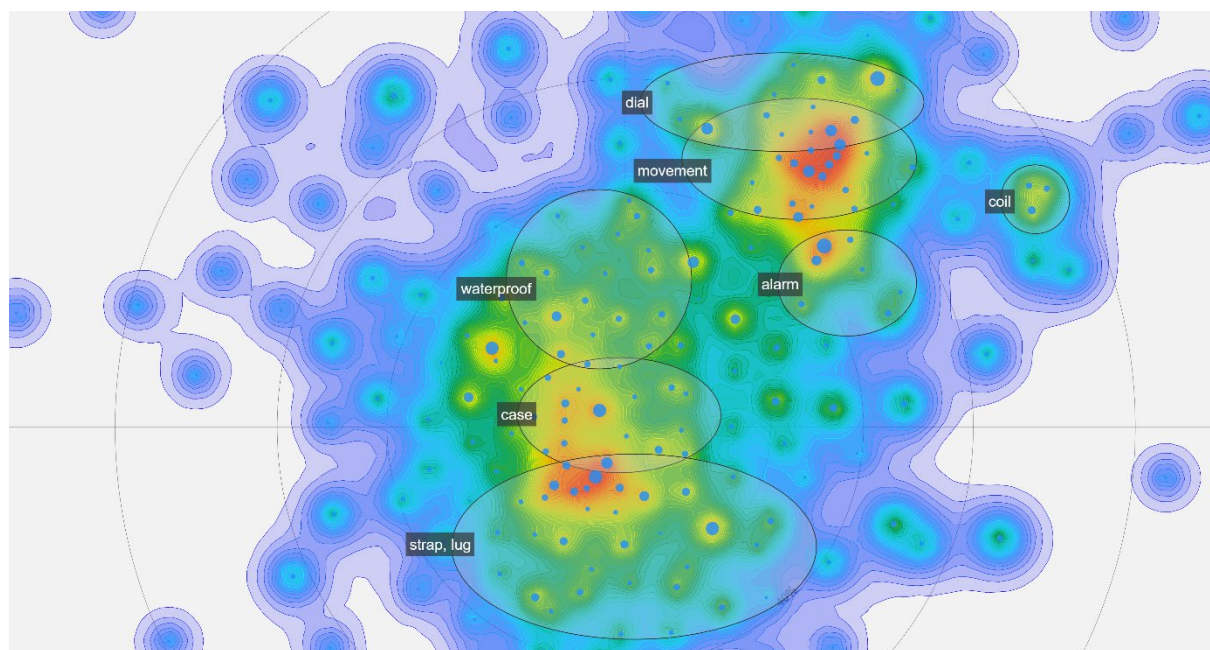 dial
movement
coil
waterproof
alarm
case
strap, lug